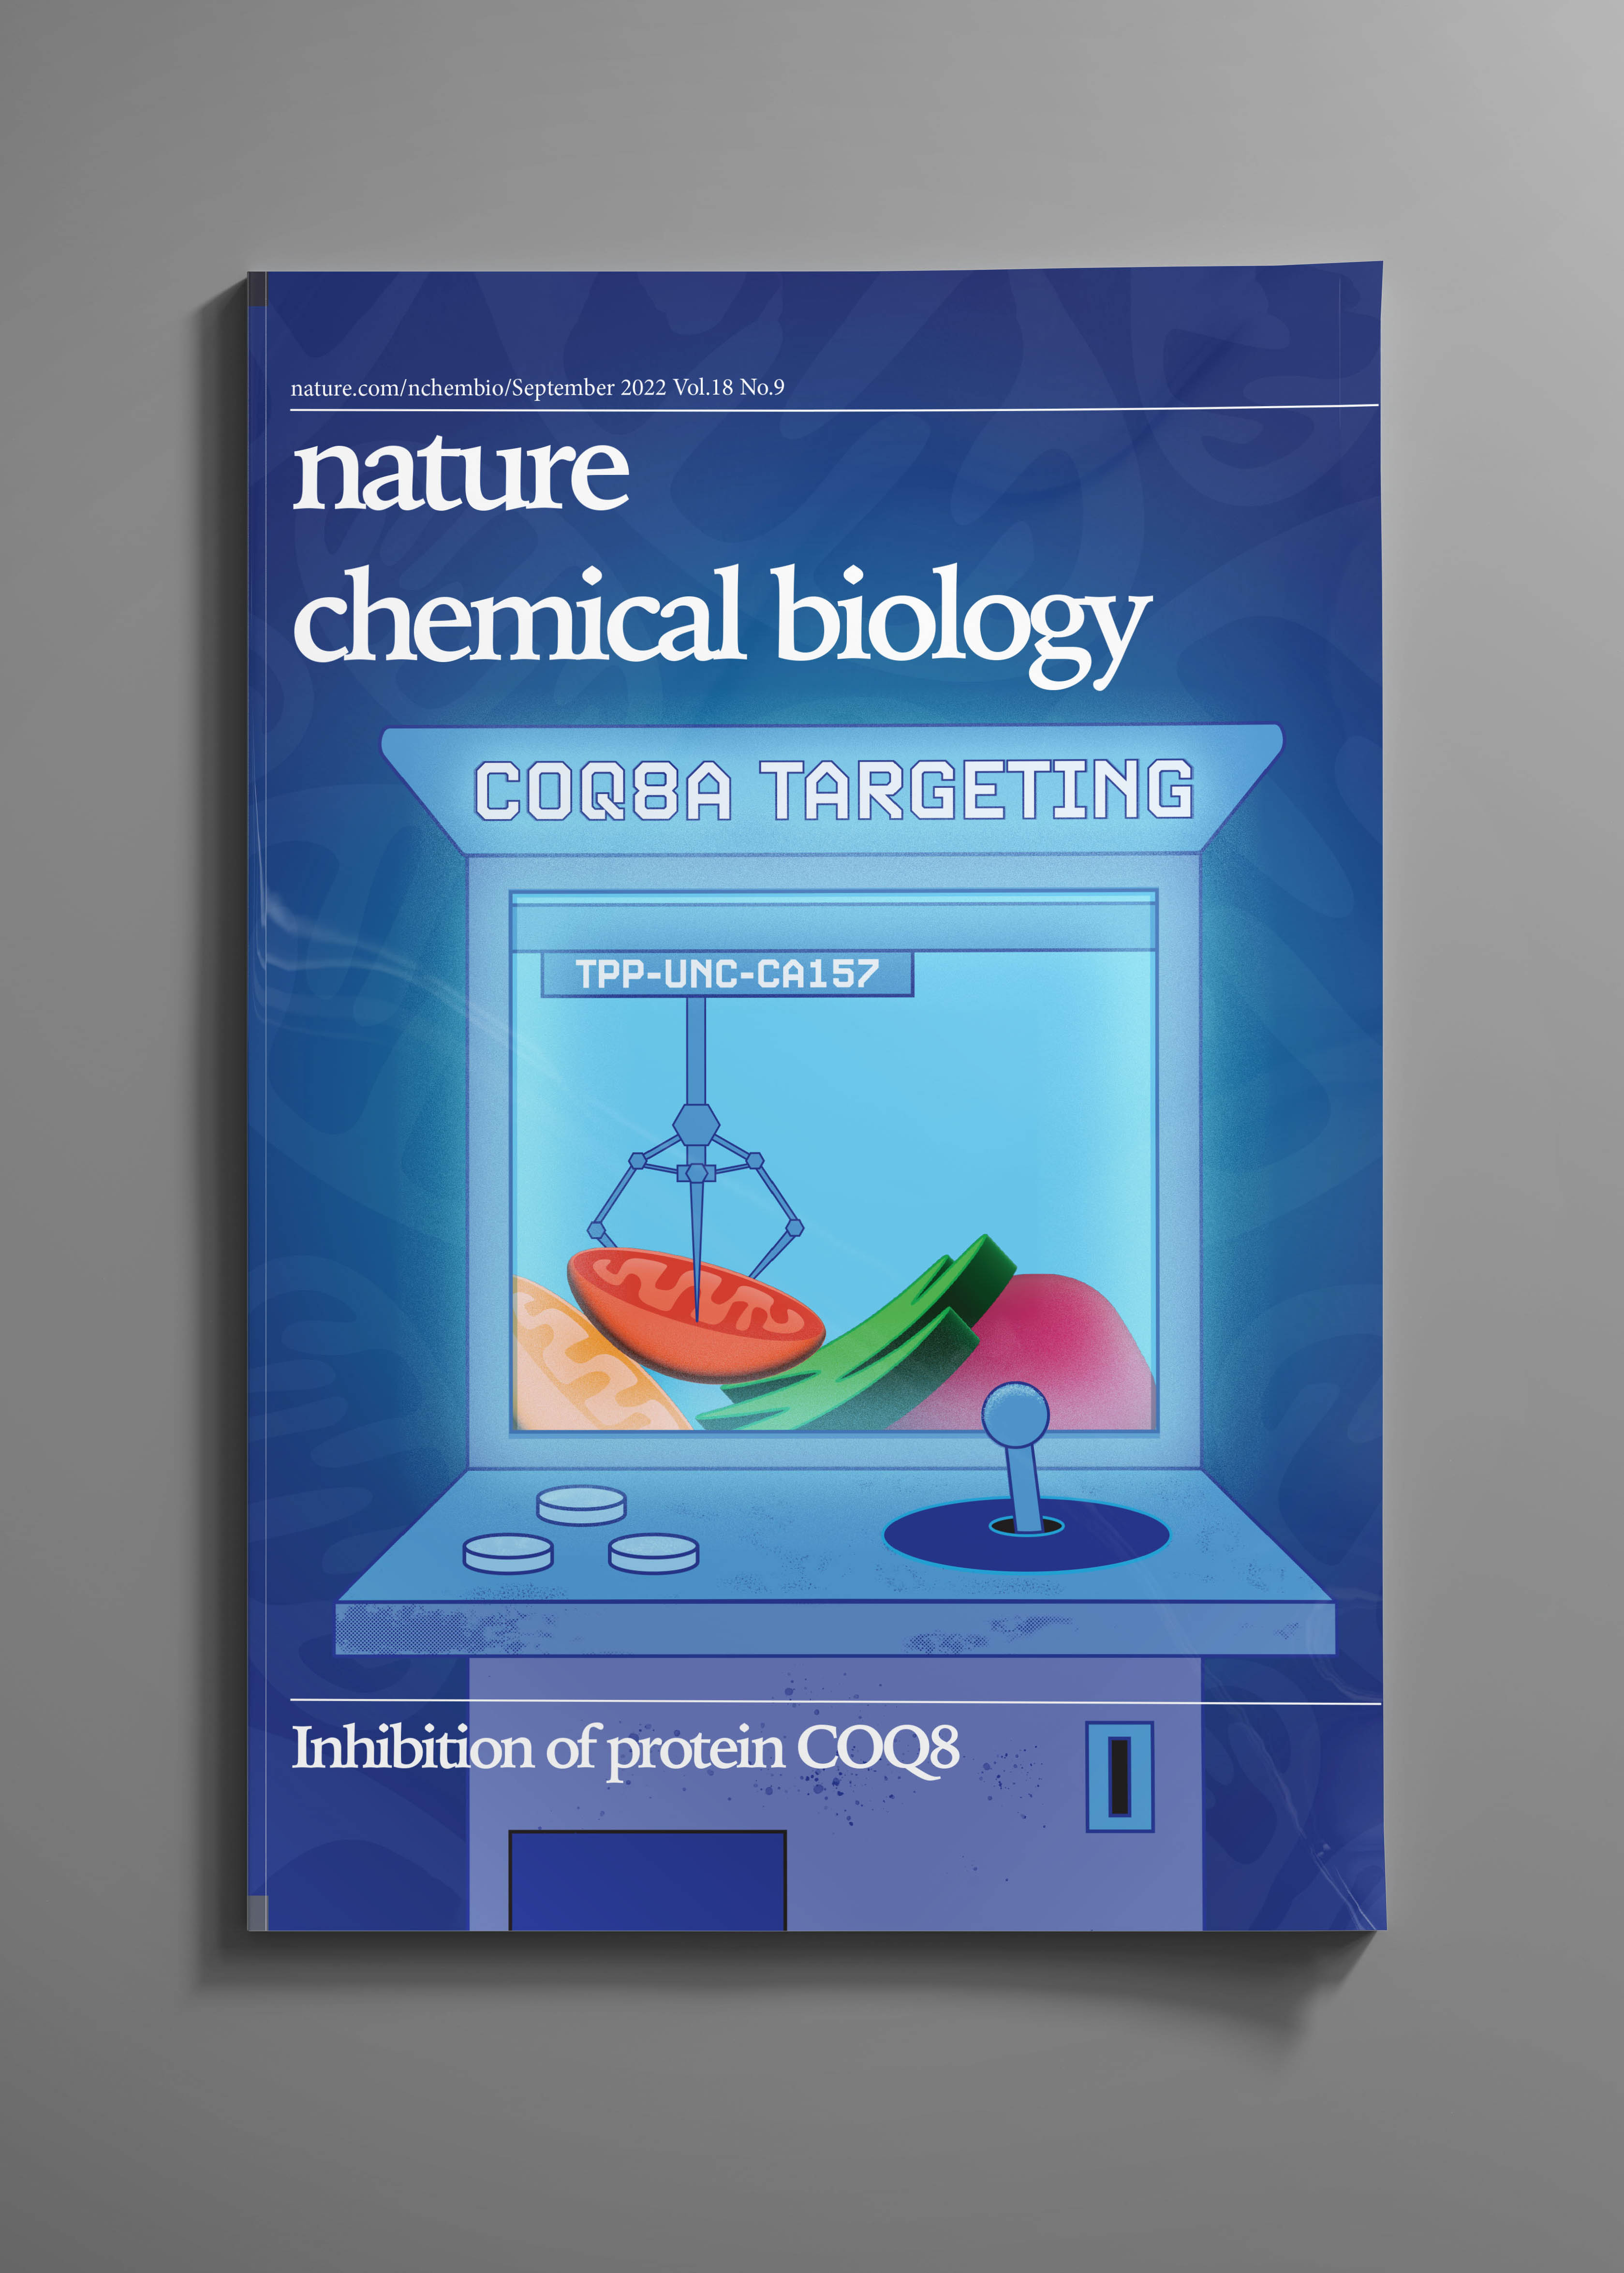 nature.com/nchembio/September 2022 Vol.18 No.9
nature
chemical biology
COQ8A TARGETING
TPP-UNC-CA157
Inhibition of protein COQ8